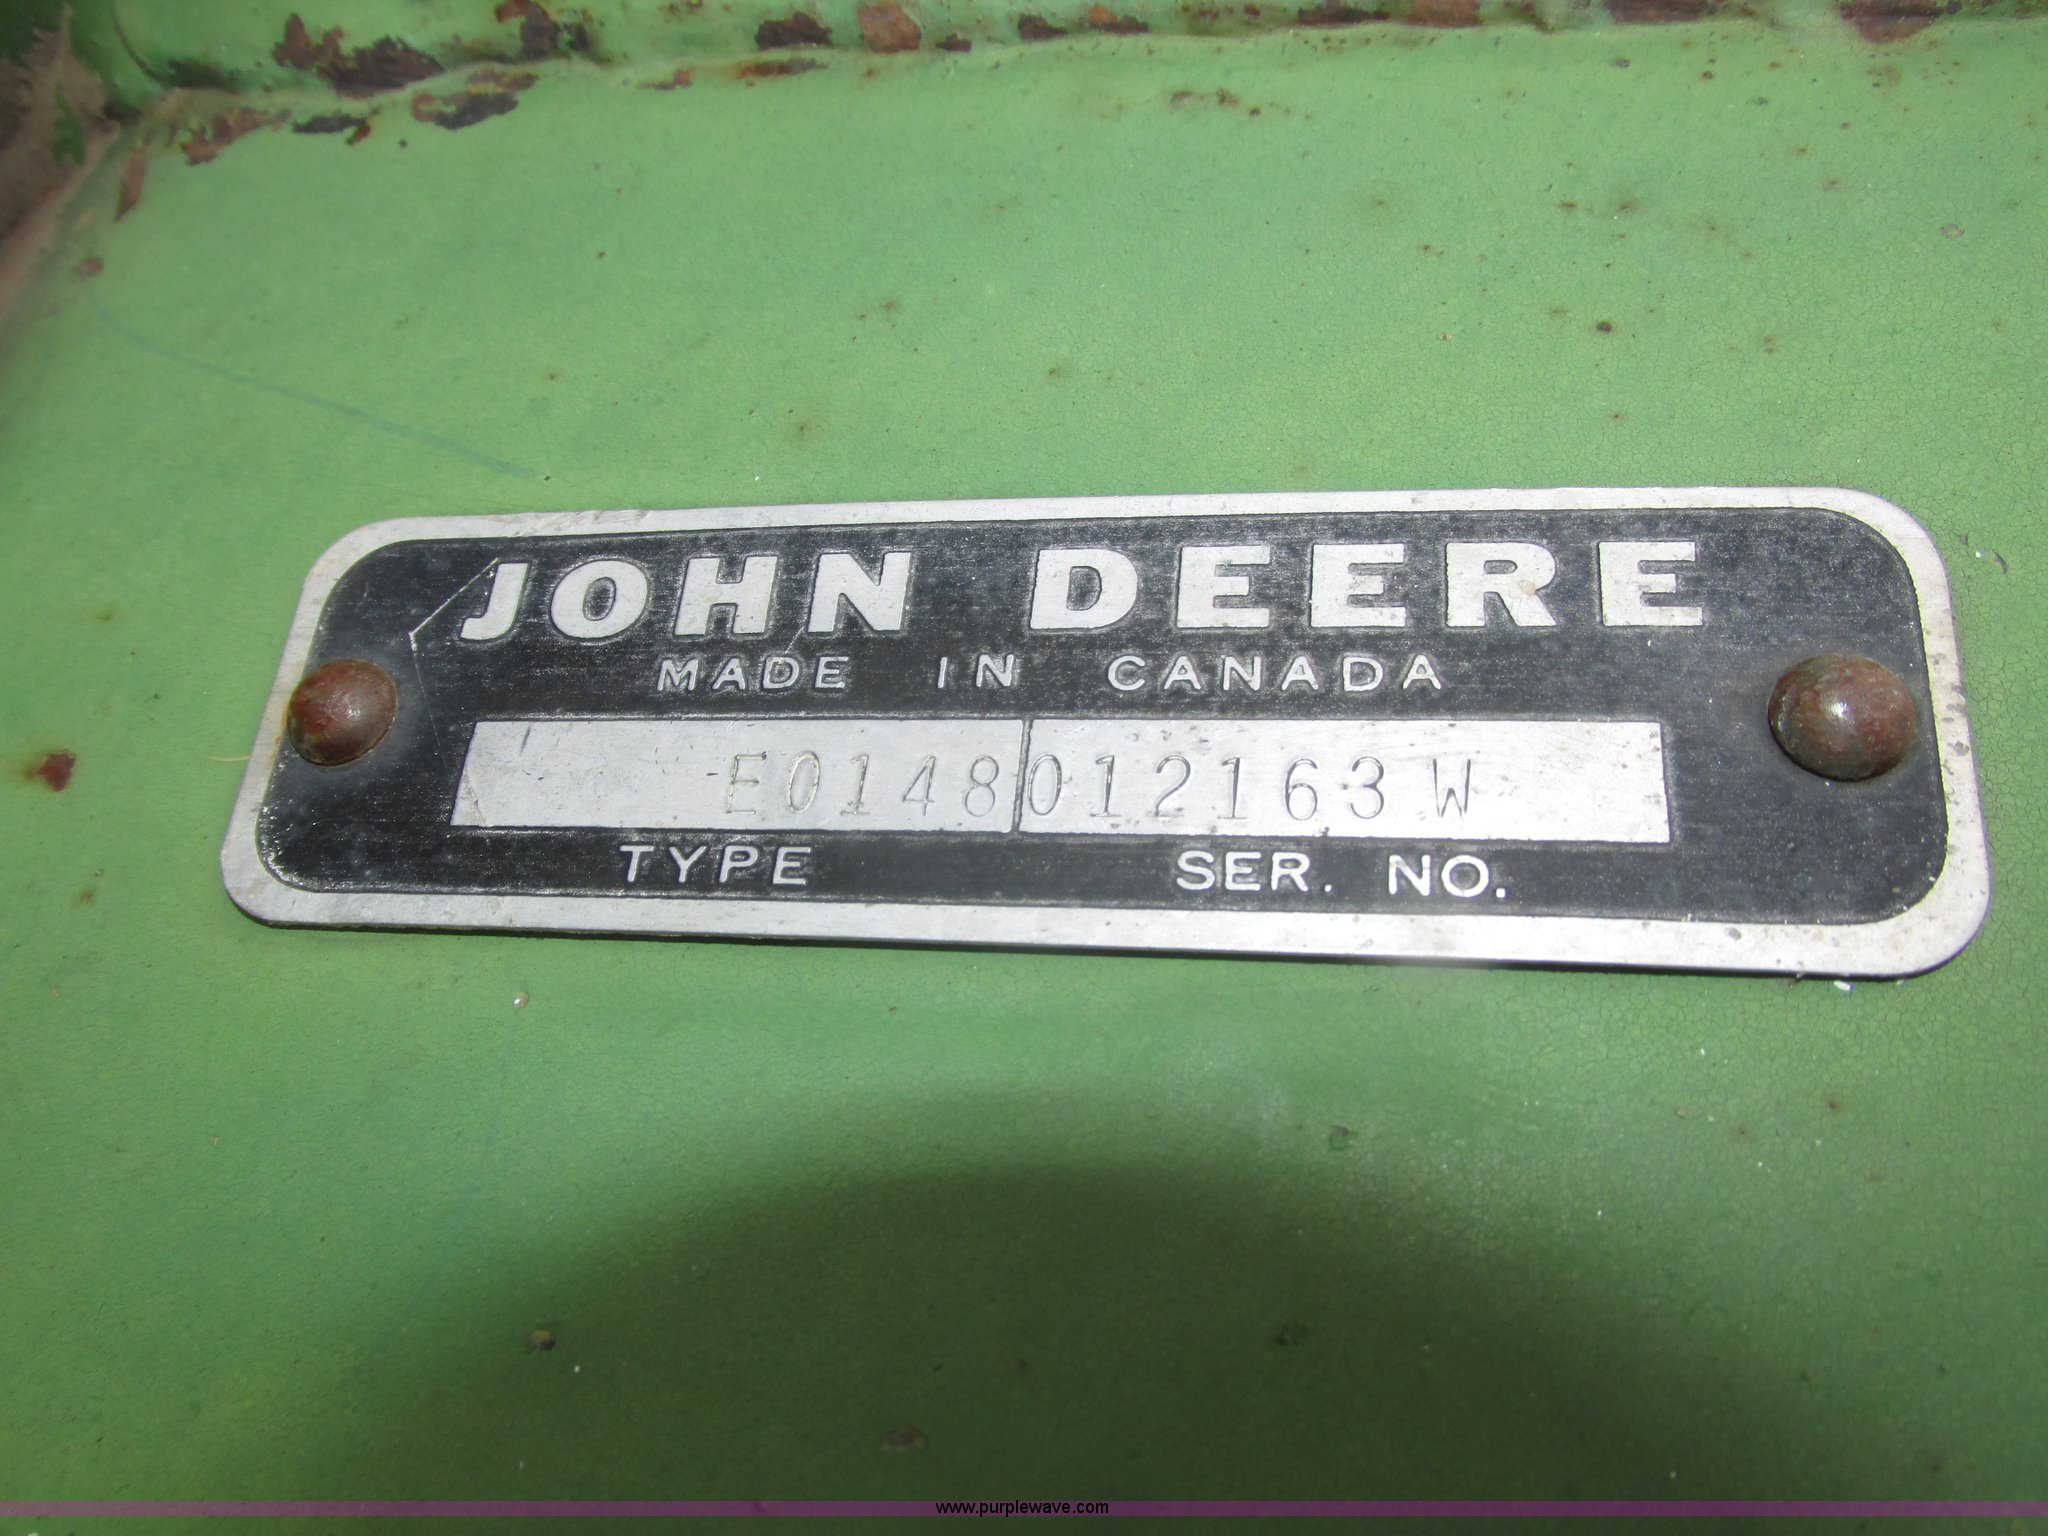 JOHN DEERE
MADE IN CANADA
E0148 012163 W
TYPE SER. NO.
www.purplewave.com